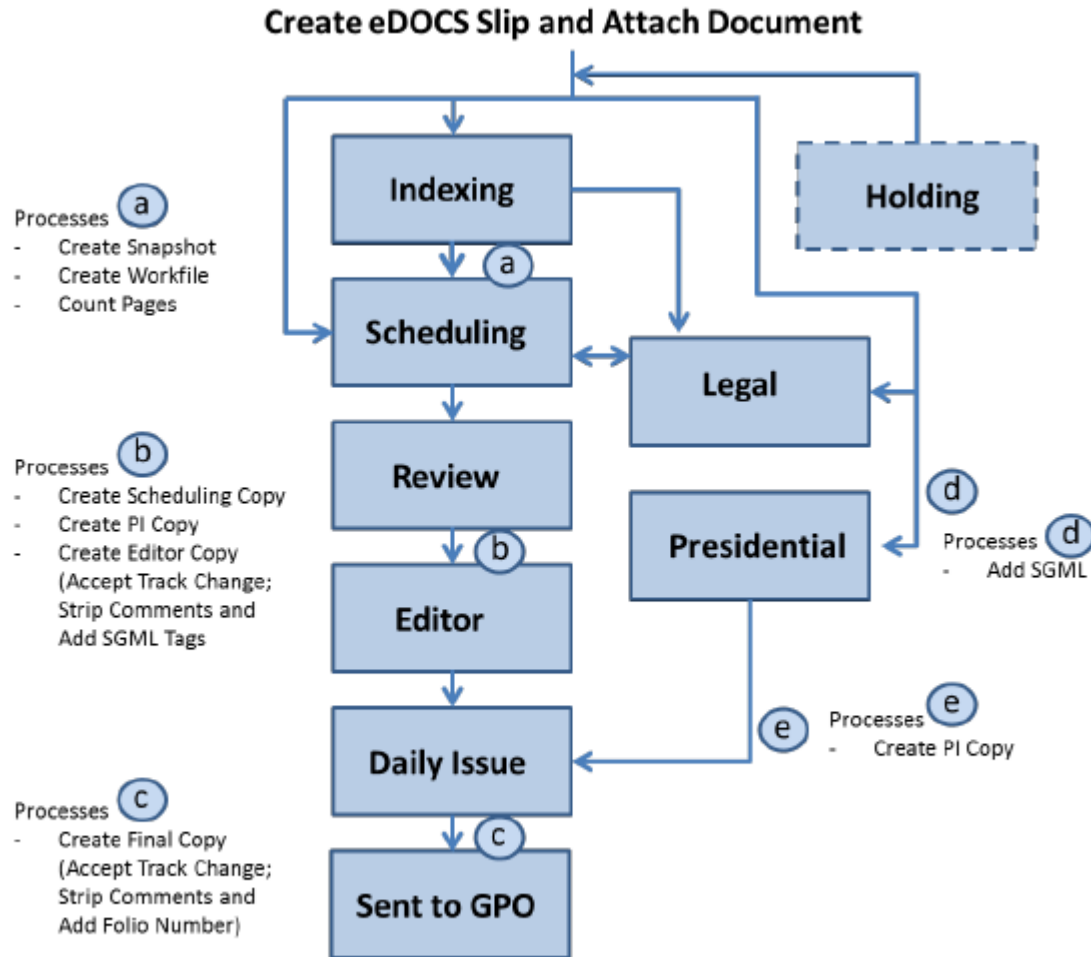 Create eDOCS Slip and Attach Document
Indexing
Holding
Processes a
- Create Snapshot
- Create Workfile
- Count Pages
a
Scheduling
Legal
Processes b
- Create Scheduling Copy
- Create PI Copy
- Create Editor Copy
(Accept Track Change;
Strip Comments and
Add SGML Tags
Review
b
Presidential
d
Processes d
- Add SGML
Editor
Daily Issue
e
Processes e
- Create PI Copy
Processes c
- Create Final Copy
(Accept Track Change;
Strip Comments and
Add Folio Number)
c
Sent to GPO